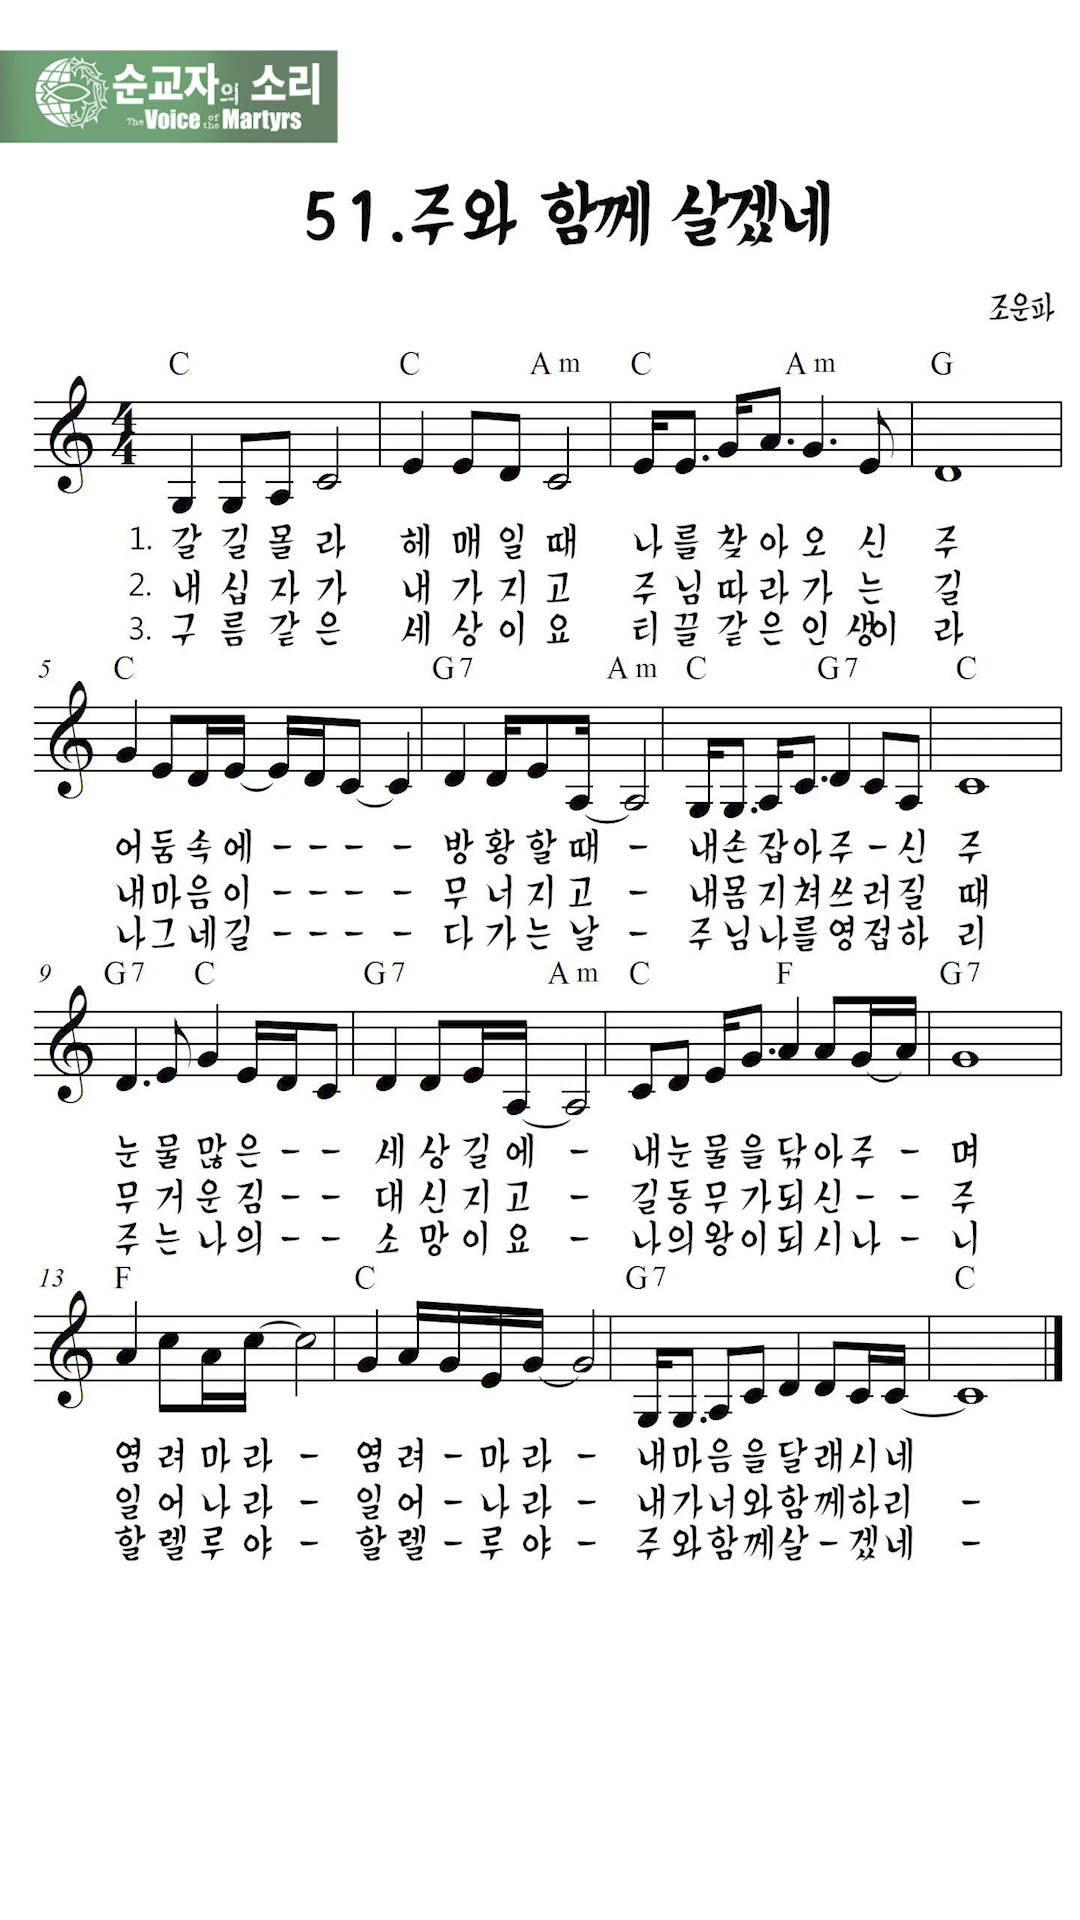 순교자의 소리
The Voice of the Martyrs
51.주와 함께 살겠네
조운파
C C Am C Am G
4
4
1. 갈 길 몰 라 헤 매 일 때 나 를 찾 아 오 신 주
2. 내 십 자 가 내 가 지 고 주 님 따 라 가 는 길
3. 구 름 같 은 세 상 이 요 티 끌 같 은 인 생이 라
5 C G7 Am C G7 C
어 둠 속 에 - - - - 방 황 할 때 - 내손 잡아주 - 신 주
내마음이 - - - - 무 너 지 고 - 내몸 지쳐쓰러질 때
나그네길 - - - - 다 가 는 날 - 주님나를영접하 리
9 G7 C G7 Am C F G7
눈 물 많 은 - - 세 상 길 에 - 내눈 물을 닦아주 - 며
무 거 운 짐 - - 대 신 지 고 - 길동 무가되신 - - 주
주 는 나 의 - - 소 망 이 요 - 나의왕이되시나 - 니
13 F C G7 C
염 려 마 라 - 염 려 - 마 라 - 내마음을달래시네
일 어 나 라 - 일 어 - 나 라 - 내가너와함께하리 -
할 렐 루 야 - 할 렐 - 루 야 - 주와함께살 - 겠네 -